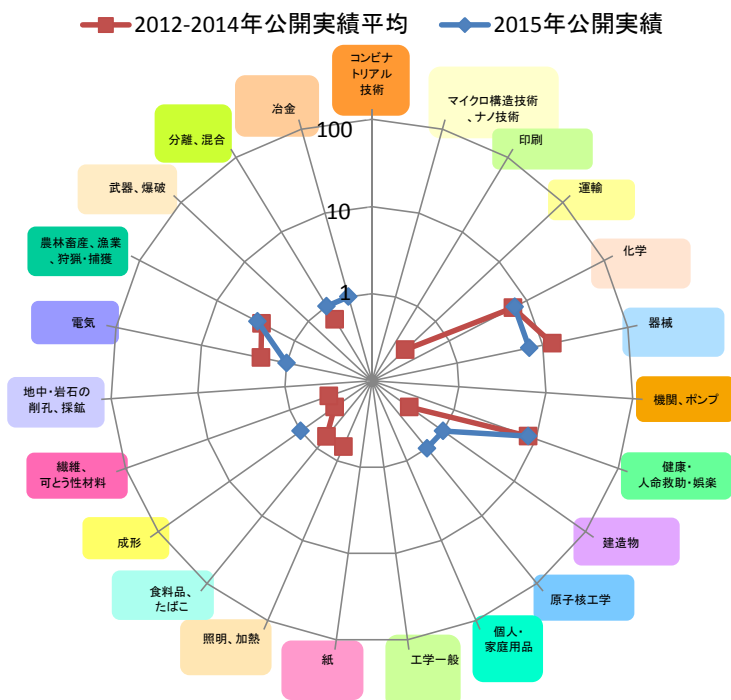 2012-2014年公開実績平均
2015年公開実績
コンビナ
トリアル
技術
マイクロ構造技術
、ナノ技術
印刷
運輸
化学
器械
機関、ポンプ
健康・
人命救助・娯楽
建造物
原子核工学
個人・
家庭用品
工学一般
紙
照明、加熱
食料品、
たばこ
成形
繊維、
可とう性材料
地中・岩石の
削孔、採鉱
電気
農林畜産、漁業
、狩猟・捕獲
武器、爆破
分離、混合
冶金
100
10
1